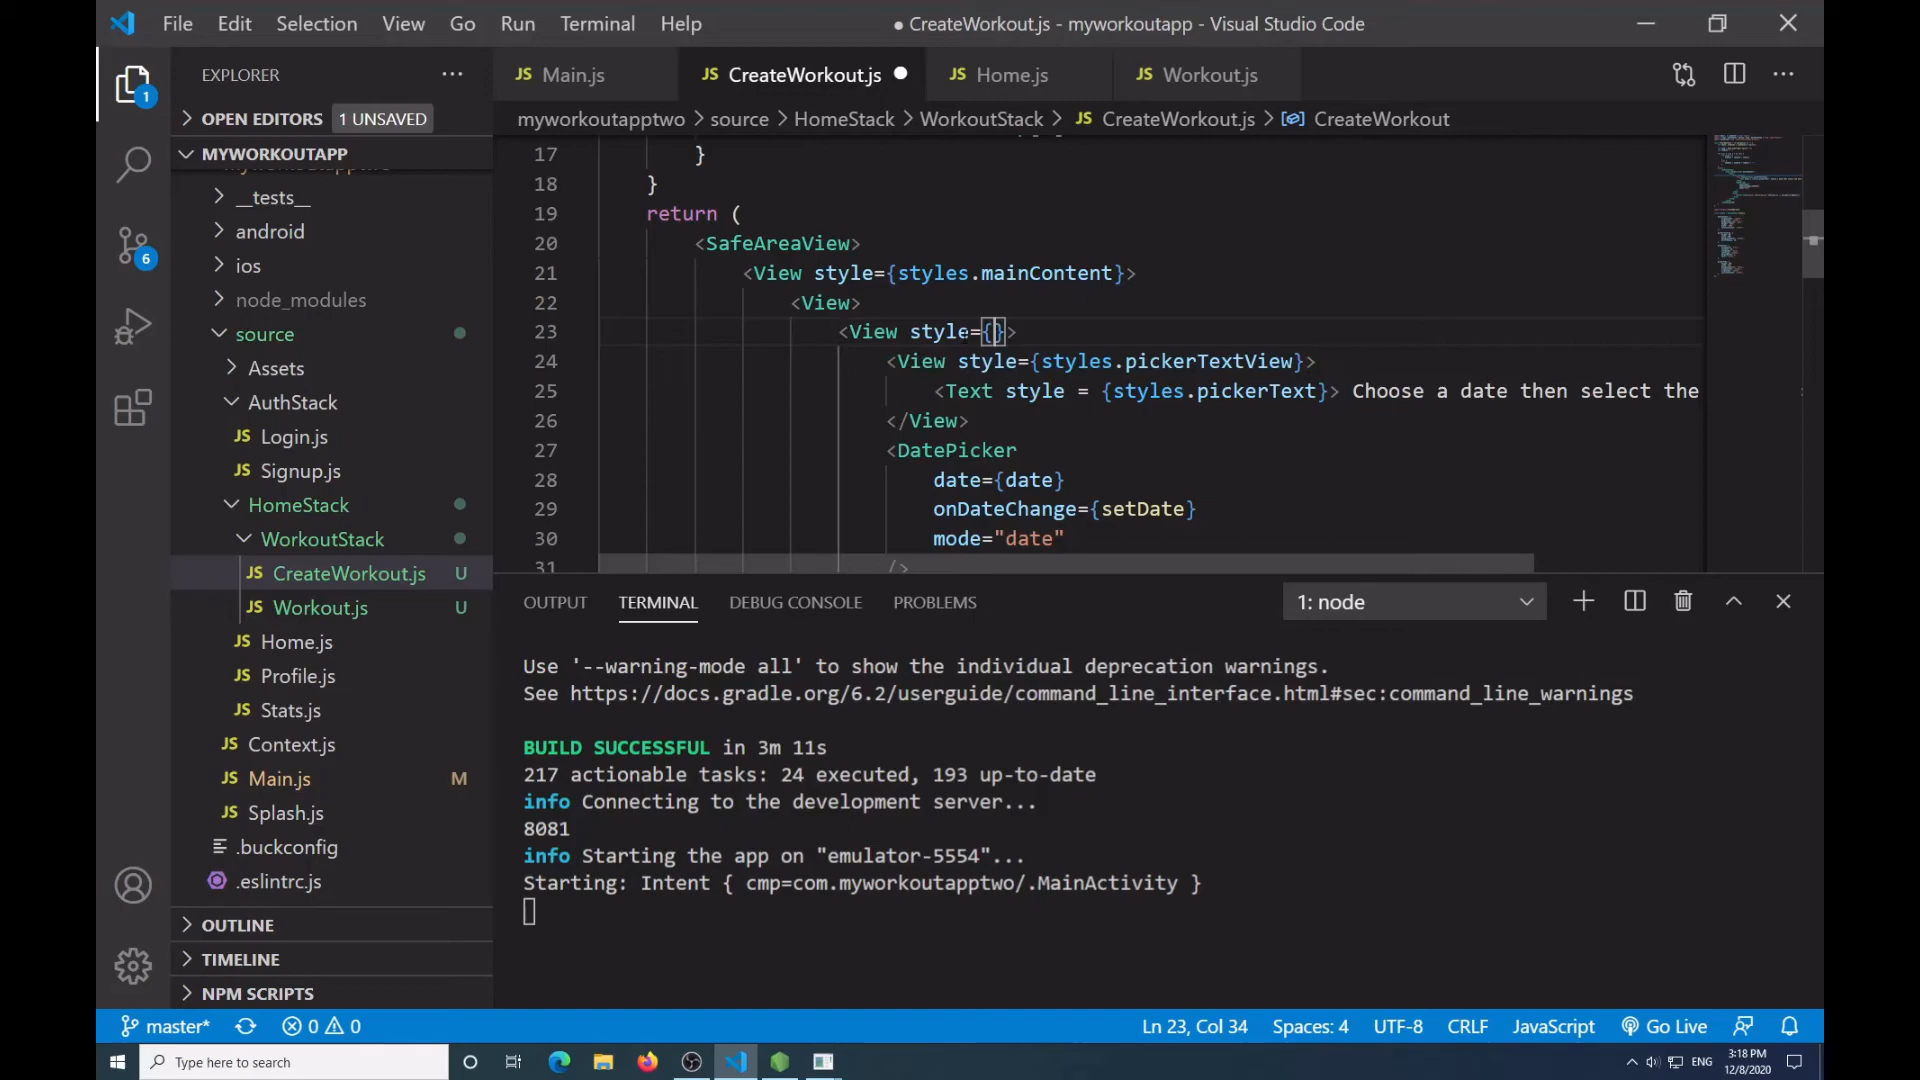 File Edit Selection View Go Run Terminal Help
● CreateWorkout.js - myworkoutapp - Visual Studio Code
EXPLORER
JS Main.js
JS CreateWorkout.js
JS Home.js
JS Workout.js
1
OPEN EDITORS 1 UNSAVED
myworkoutapptwo > source > HomeStack > WorkoutStack > JS CreateWorkout.js > CreateWorkout
MYWORKOUTAPP
__tests__
android
ios
node_modules
source
Assets
AuthStack
JS Login.js
JS Signup.js
HomeStack
WorkoutStack
JS CreateWorkout.js U
JS Workout.js U
JS Home.js
JS Profile.js
JS Stats.js
JS Context.js
JS Main.js M
JS Splash.js
.buckconfig
.eslintrc.js
OUTLINE
TIMELINE
NPM SCRIPTS
6
17 }
18 }
19 return (
20 <SafeAreaView>
21 <View style={styles.mainContent}>
22 <View>
23 <View style={}>
24 <View style={styles.pickerTextView}>
25 <Text style = {styles.pickerText}> Choose a date then select the
26 </View>
27 <DatePicker
28 date={date}
29 onDateChange={setDate}
30 mode="date"
31 />
OUTPUT TERMINAL DEBUG CONSOLE PROBLEMS
1: node
Use '--warning-mode all' to show the individual deprecation warnings.
See https://docs.gradle.org/6.2/userguide/command_line_interface.html#sec:command_line_warnings
BUILD SUCCESSFUL in 3m 11s
217 actionable tasks: 24 executed, 193 up-to-date
info Connecting to the development server...
8081
info Starting the app on "emulator-5554"...
Starting: Intent { cmp=com.myworkoutapptwo/.MainActivity }
master* 0 0
Ln 23, Col 34 Spaces: 4 UTF-8 CRLF JavaScript Go Live
Type here to search
ENG
3:18 PM
12/8/2020